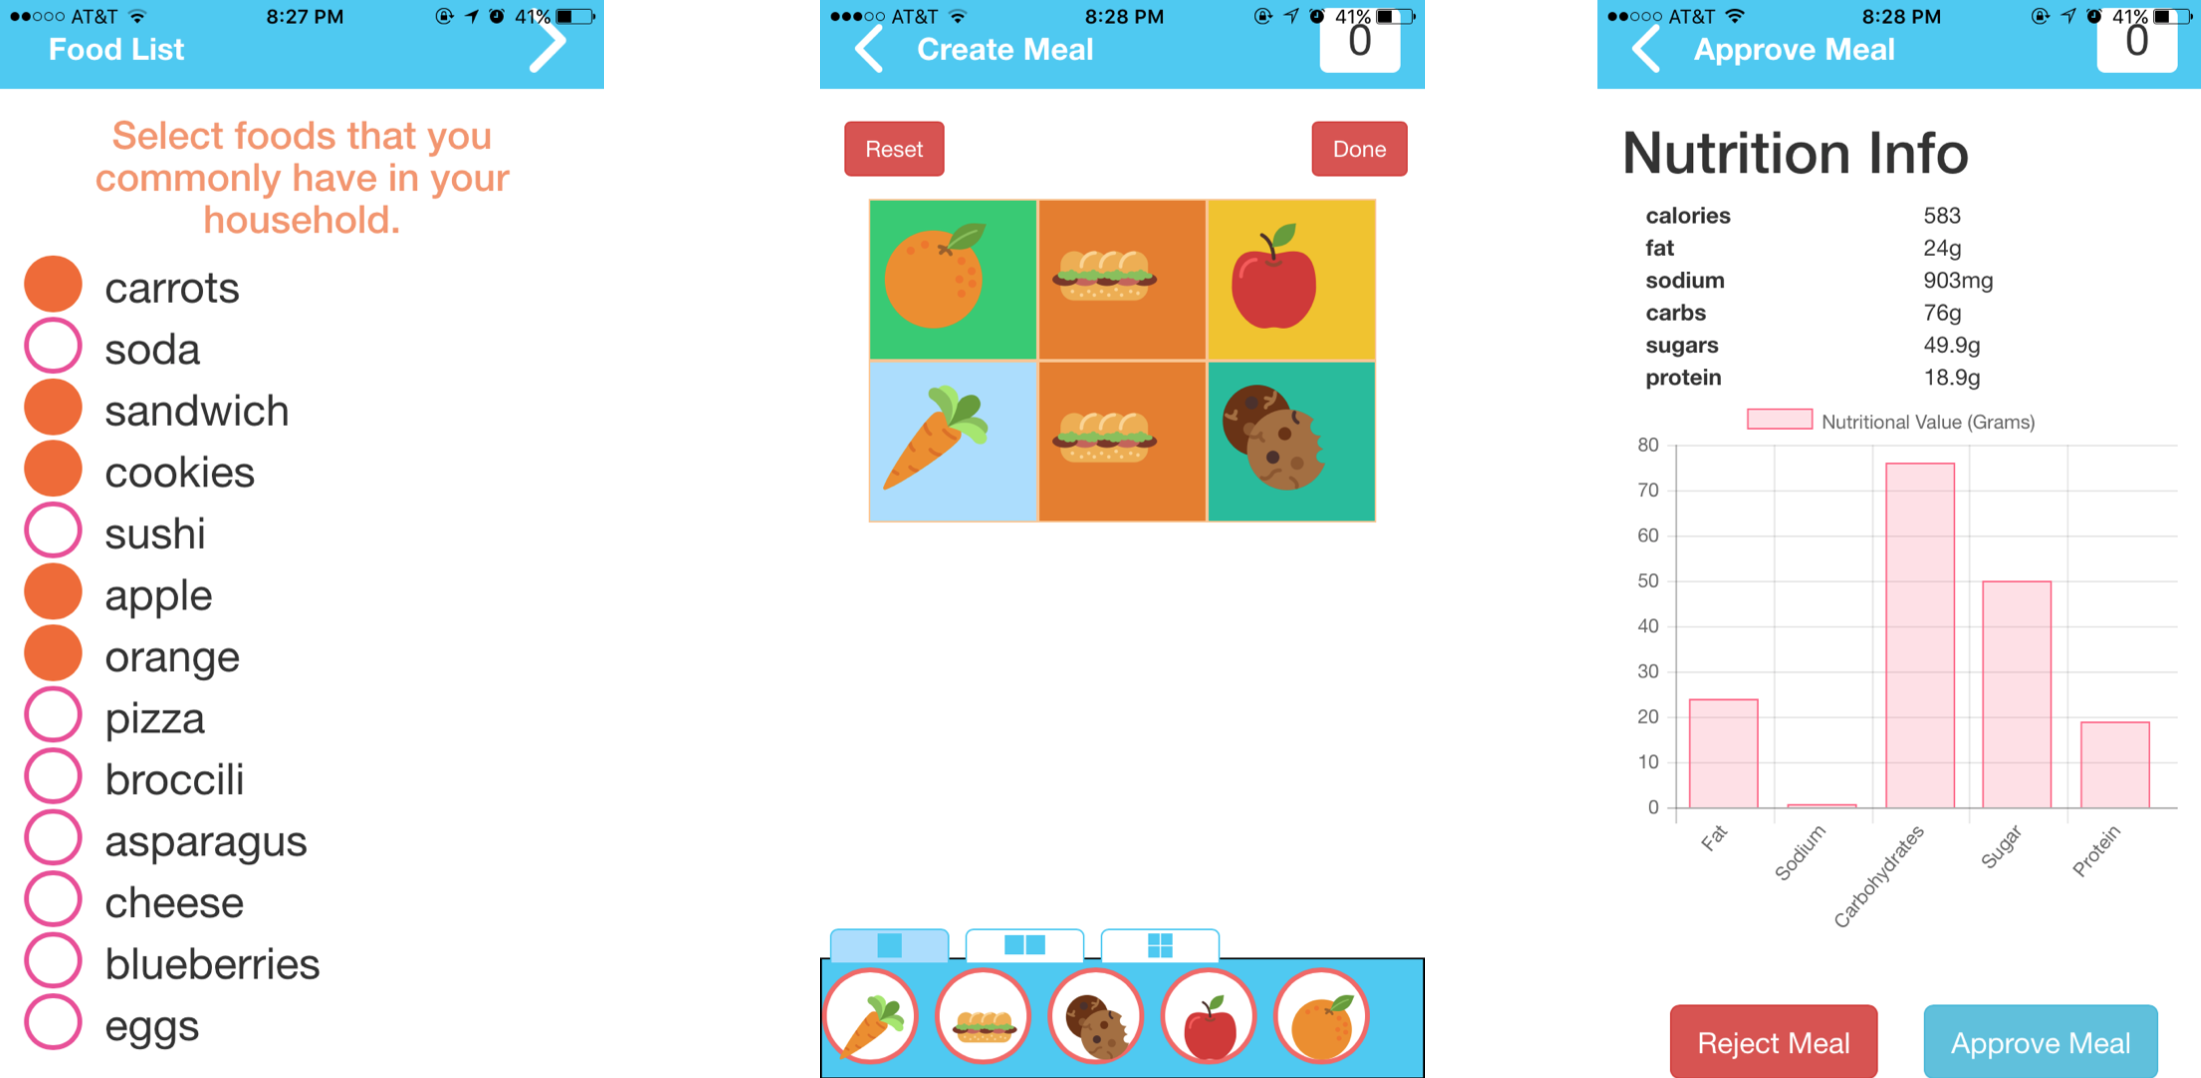 AT&T 8:27 PM 41%
Food List
Select foods that you
commonly have in your
household.
carrots
soda
sandwich
cookies
sushi
apple
orange
pizza
broccili
asparagus
cheese
blueberries
eggs
AT&T 8:28 PM 41%
Create Meal 0
Reset Done
AT&T 8:28 PM 41%
Approve Meal 0
Nutrition Info
calories 583
fat 24g
sodium 903mg
carbs 76g
sugars 49.9g
protein 18.9g
Nutritional Value (Grams)
80
70
60
50
40
30
20
10
0
Fat Sodium Carbohydrates Sugar Protein
Reject Meal Approve Meal